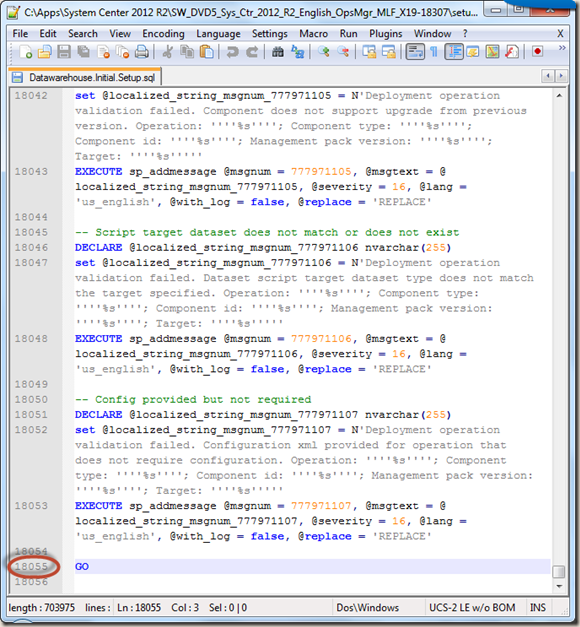 C:\Apps\System Center 2012 R2\SW_DVD5_Sys_Ctr_2012_R2_English_OpsMgr_MLF_X19-18307\setu...
File Edit Search View Encoding Language Settings Macro Run Plugins Window ?
X
»
Datawarehouse.Initial.Setup.sql
18042 set @localized_string_msgnum_777971105 = N'Deployment operation
validation failed. Component does not support upgrade from previous
version. Operation: ''''%s''''; Component type: ''''%s'''';
Component id: ''''%s''''; Management pack version: ''''%s'''';
Target: ''''%s'''''
18043 EXECUTE sp_addmessage @msgnum = 777971105, @msgtext = @
localized_string_msgnum_777971105, @severity = 16, @lang =
'us_english', @with_log = false, @replace = 'REPLACE'
18044
18045 -- Script target dataset does not match or does not exist
18046 DECLARE @localized_string_msgnum_777971106 nvarchar(255)
18047 set @localized_string_msgnum_777971106 = N'Deployment operation
validation failed. Dataset script target dataset type does not match
the target specified. Operation: ''''%s''''; Component type:
''''%s''''; Component id: ''''%s''''; Management pack version:
''''%s''''; Target: ''''%s'''''
18048 EXECUTE sp_addmessage @msgnum = 777971106, @msgtext = @
localized_string_msgnum_777971106, @severity = 16, @lang =
'us_english', @with_log = false, @replace = 'REPLACE'
18049
18050 -- Config provided but not required
18051 DECLARE @localized_string_msgnum_777971107 nvarchar(255)
18052 set @localized_string_msgnum_777971107 = N'Deployment operation
validation failed. Configuration xml provided for operation that
does not require configuration. Operation: ''''%s''''; Component
type: ''''%s''''; Component id: ''''%s''''; Management pack version:
''''%s''''; Target: ''''%s'''''
18053 EXECUTE sp_addmessage @msgnum = 777971107, @msgtext = @
localized_string_msgnum_777971107, @severity = 16, @lang =
'us_english', @with_log = false, @replace = 'REPLACE'
18054
18055 GO
18056
length : 703975 lines : Ln : 18055 Col : 3 Sel : 0 | 0 Dos\Windows UCS-2 LE w/o BOM INS